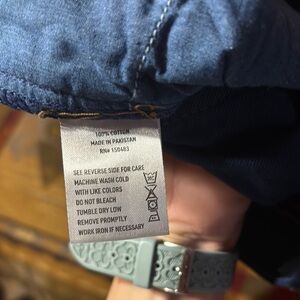 100% COTTON
MADE IN PAKISTAN
RN# 150483
SEE REVERSE SIDE FOR CARE
MACHINE WASH COLD
WITH LIKE COLORS
DO NOT BLEACH
TUMBLE DRY LOW
REMOVE PROMPTLY
WARM IRON IF NECESSARY